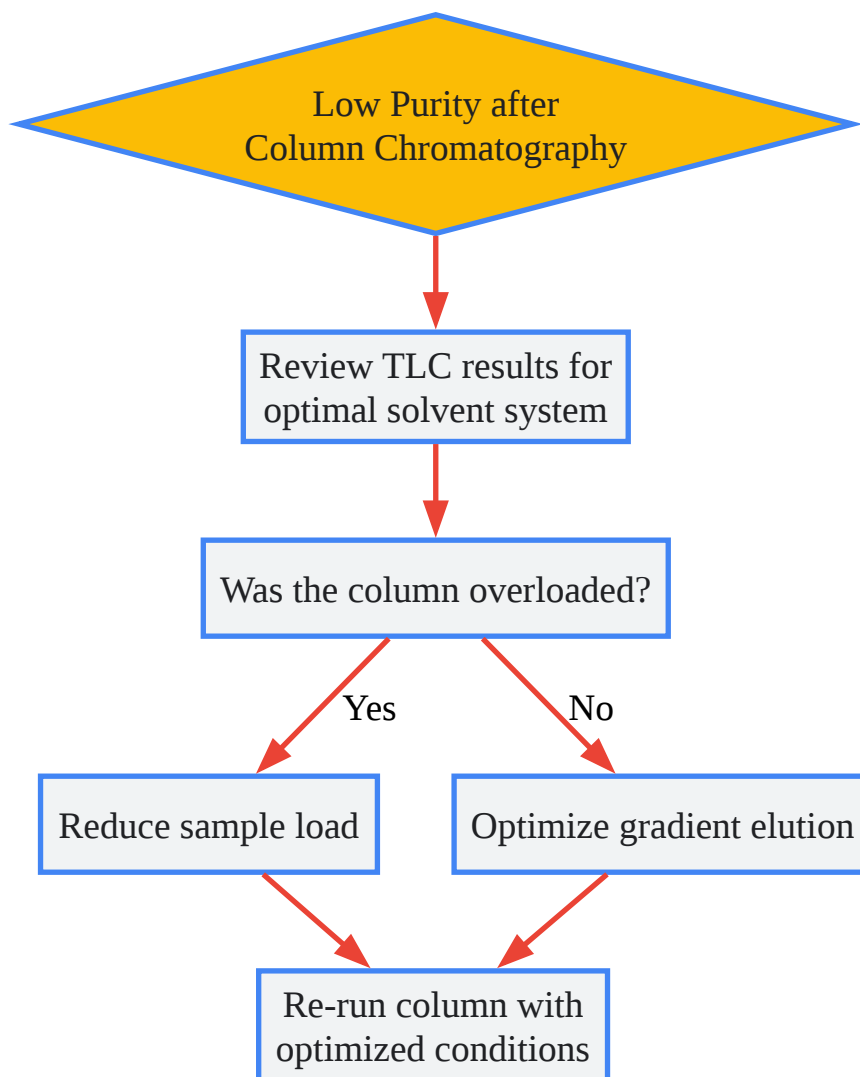 Low Purity after
Column Chromatography
Review TLC results for
optimal solvent system
Was the column overloaded?
Yes
No
Reduce sample load
Optimize gradient elution
Re-run column with
optimized conditions